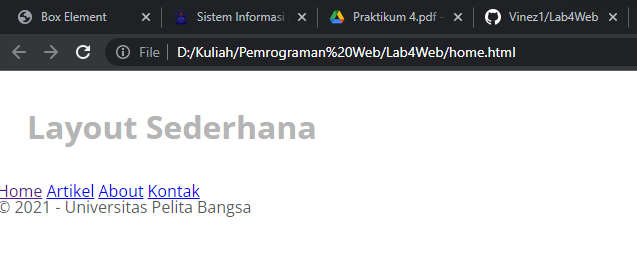 Box Element
Sistem Informasi
Praktikum 4.pdf -
Vinez1/Lab4Web
File
D:/Kuliah/Pemrograman%20Web/Lab4Web/home.html
Layout Sederhana
Home Artikel About Kontak
© 2021 - Universitas Pelita Bangsa